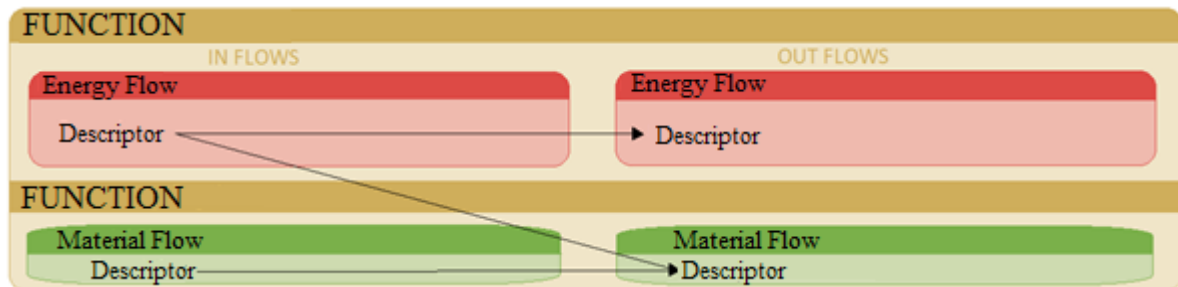 FUNCTION
IN FLOWS
OUT FLOWS
Energy Flow
Energy Flow
Descriptor
Descriptor
FUNCTION
Material Flow
Material Flow
Descriptor
Descriptor